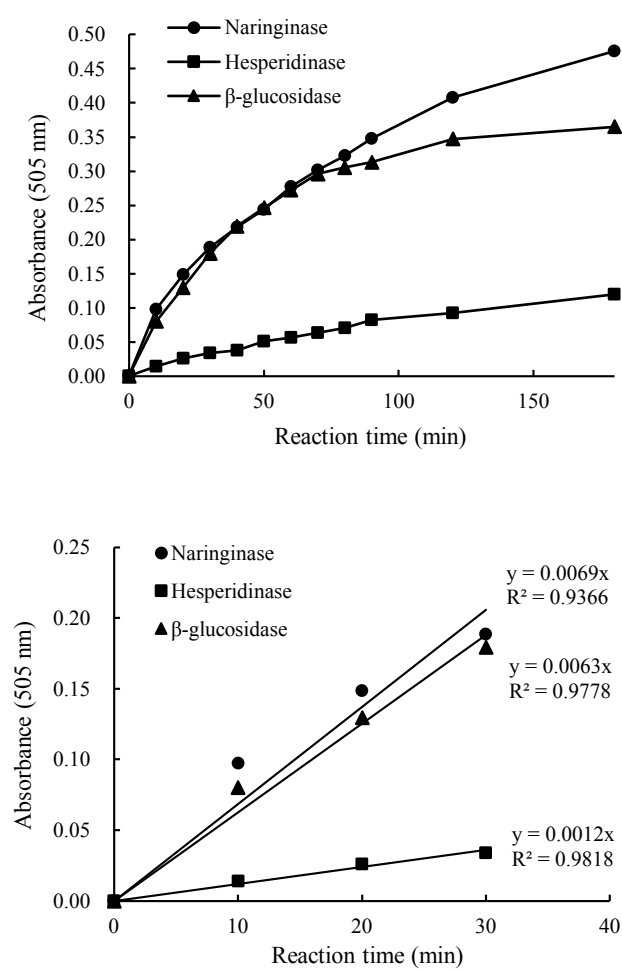 Naringinase
Hesperidinase
β-glucosidase
0.50
0.45
0.40
0.35
0.30
0.25
0.20
0.15
0.10
0.05
0.00
Absorbance (505 nm)
0 50 100 150
Reaction time (min)
Naringinase
Hesperidinase
β-glucosidase
0.25
0.20
0.15
0.10
0.05
0.00
Absorbance (505 nm)
y = 0.0069x
R² = 0.9366
y = 0.0063x
R² = 0.9778
y = 0.0012x
R² = 0.9818
0 10 20 30 40
Reaction time (min)